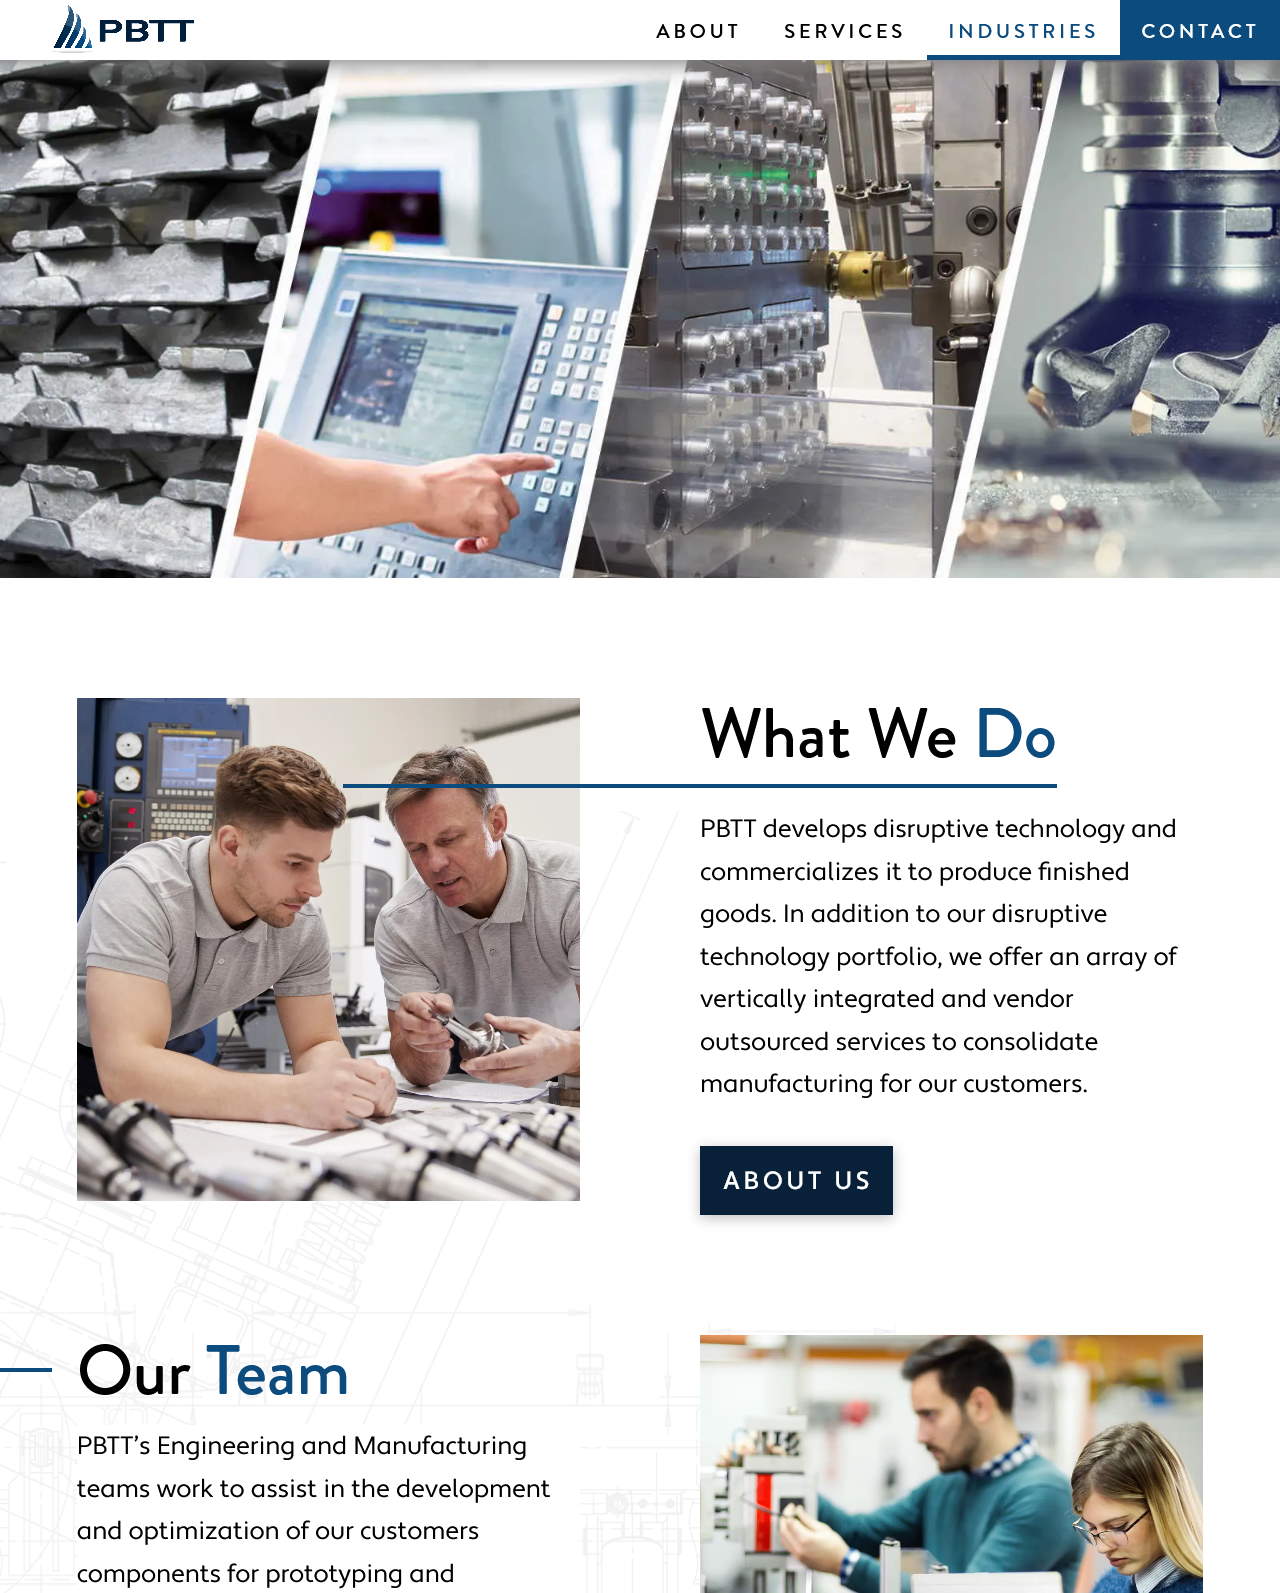 PBTT
ABOUT
SERVICES
INDUSTRIES
CONTACT
What We Do
PBTT develops disruptive technology and
commercializes it to produce finished
goods. In addition to our disruptive
technology portfolio, we offer an array of
vertically integrated and vendor
outsourced services to consolidate
manufacturing for our customers.
ABOUT US
Our Team
PBTT’s Engineering and Manufacturing
teams work to assist in the development
and optimization of our customers
components for prototyping and